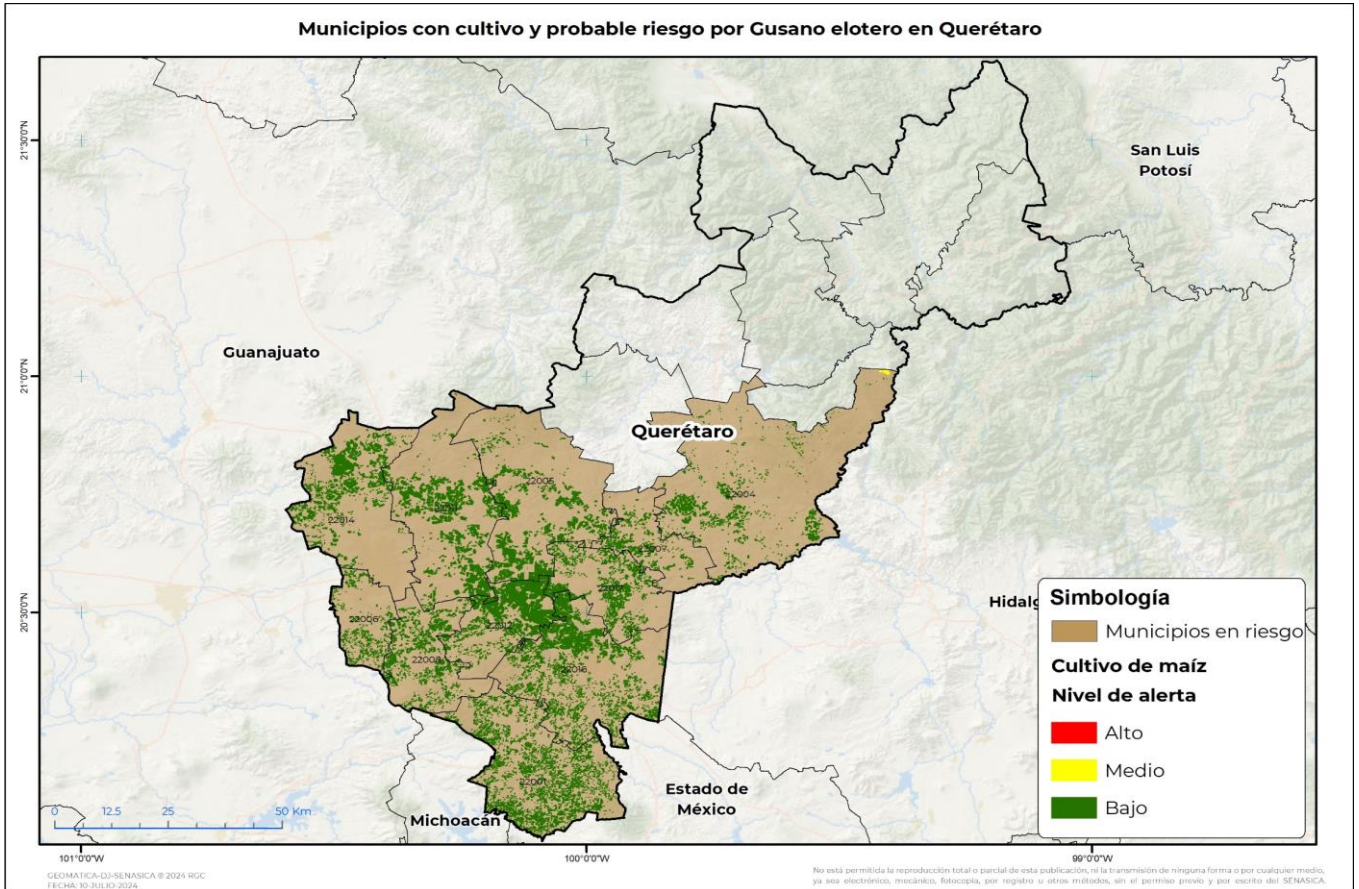 Municipios con cultivo y probable riesgo por Gusano elotero en Querétaro
21°30'0"N
21°0'0"N
20°30'0"N
San Luis
Potosí
Guanajuato
Querétaro
22005
22004
22014
22006
22008
22016
22001
Hidalg
Estado de
México
Michoacán
Simbología
Municipios en riesgo
Cultivo de maíz
Nivel de alerta
Alto
Medio
Bajo
0 12.5 25 50 Km
101°0'0"W
100°0'0"W
99°0'0"W
GEOMATICA-DJ-SENASICA © 2024 RGC
FECHA: 10-JULIO-2024
No está permitida la reproducción total o parcial de esta publicación, ni la transmisión de ninguna forma o por cualquier medio,
ya sea electrónico, mecánico, fotocopia, por registro u otros métodos, sin el permiso previo y por escrito del SENASICA.